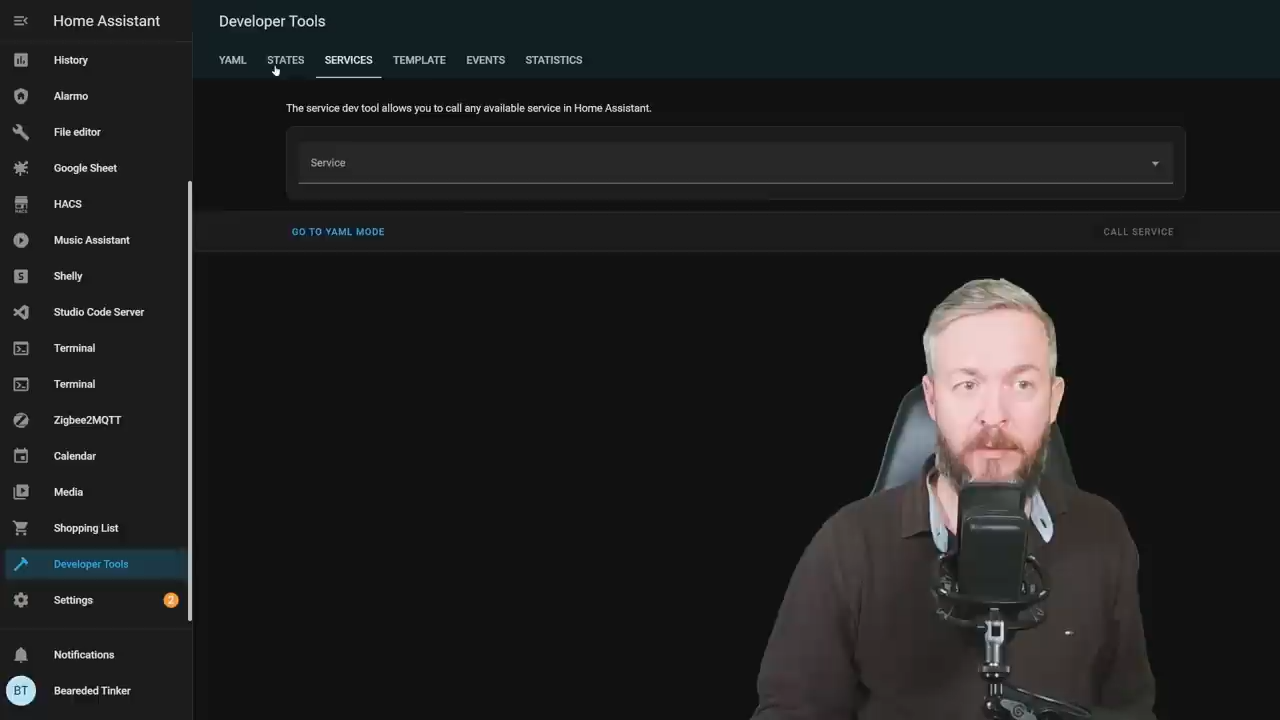 Home Assistant
History
Alarmo
File editor
Google Sheet
HACS
HACS
Music Assistant
Shelly
S
Studio Code Server
Terminal
Terminal
Zigbee2MQTT
Calendar
Media
Shopping List
Developer Tools
Settings
2
Notifications
BT
Beareded Tinker
Developer Tools
YAML
STATES
SERVICES
TEMPLATE
EVENTS
STATISTICS
The service dev tool allows you to call any available service in Home Assistant.
Service
GO TO YAML MODE
CALL SERVICE